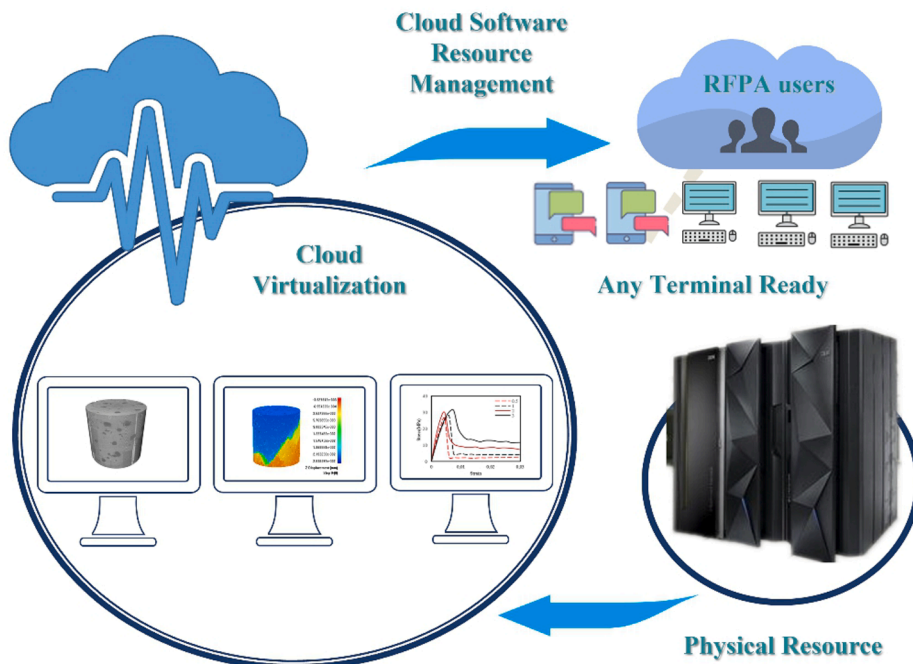 Cloud Software
Resource
Management
RFPA users
Cloud
Virtualization
Any Terminal Ready
Physical Resource